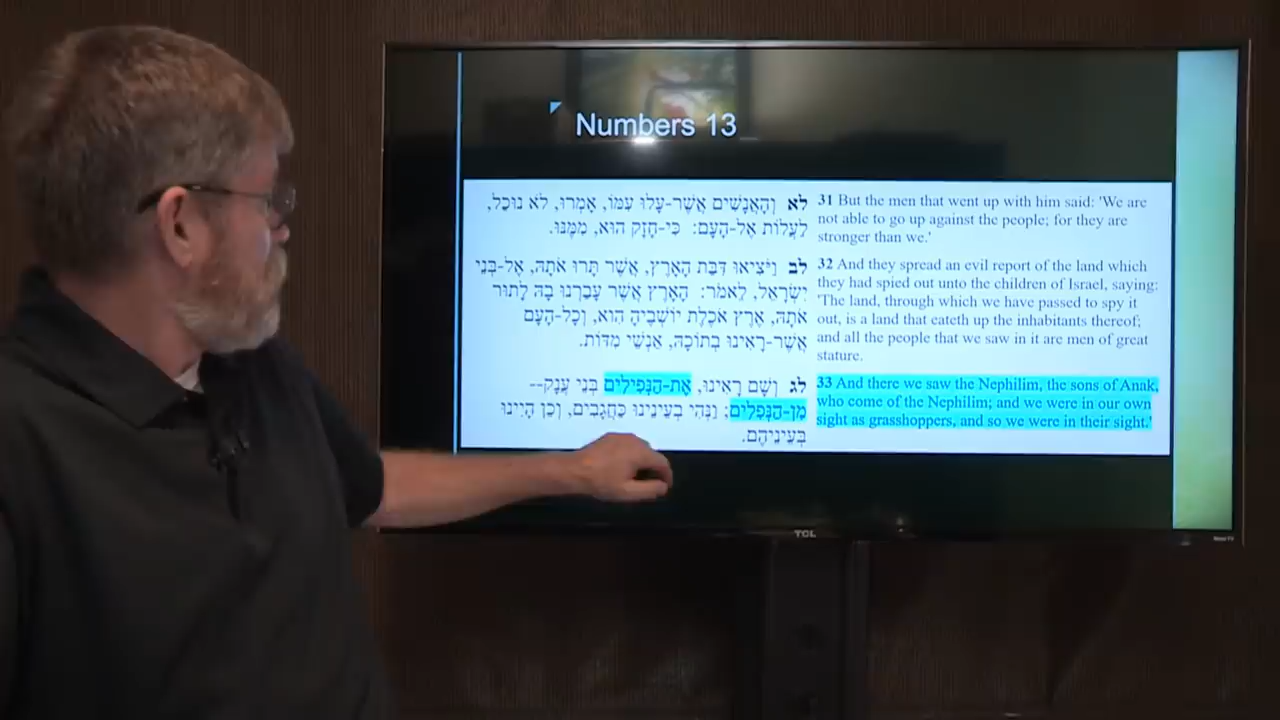 Numbers 13
לא וְהָאֲנָשִׁים אֲשֶׁר-עָלוּ עִמּוֹ, אָמְרוּ, לֹא נוּכַל,
לַעֲלוֹת אֶל-הָעָם: כִּי-חָזָק הוּא, מִמֶּנּוּ.
31 But the men that went up with him said: 'We are
not able to go up against the people; for they are
stronger than we.'
לב וַיֹּצִיאוּ דִּבַּת הָאָרֶץ, אֲשֶׁר תָּרוּ אֹתָהּ, אֶל-בְּנֵי
יִשְׂרָאֵל, לֵאמֹר: הָאָרֶץ אֲשֶׁר עָבַרְנוּ בָהּ לָתוּר
אֹתָהּ, אֶרֶץ אֹכֶלֶת יוֹשְׁבֶיהָ הִוא, וְכָל-הָעָם
אֲשֶׁר-רָאִינוּ בְתוֹכָהּ, אַנְשֵׁי מִדּוֹת.
32 And they spread an evil report of the land which
they had spied out unto the children of Israel, saying:
'The land, through which we have passed to spy it
out, is a land that eateth up the inhabitants thereof;
and all the people that we saw in it are men of great
stature.
לג וְשָׁם רָאִינוּ, אֶת-הַנְּפִילִים בְּנֵי עֲנָק--
מִן-הַנְּפִלִים; וַנְּהִי בְעֵינֵינוּ כַּחֲגָבִים, וְכֵן הָיִינוּ
בְּעֵינֵיהֶם.
33 And there we saw the Nephilim, the sons of Anak,
who come of the Nephilim; and we were in our own
sight as grasshoppers, and so we were in their sight.'
TCL
Roku TV